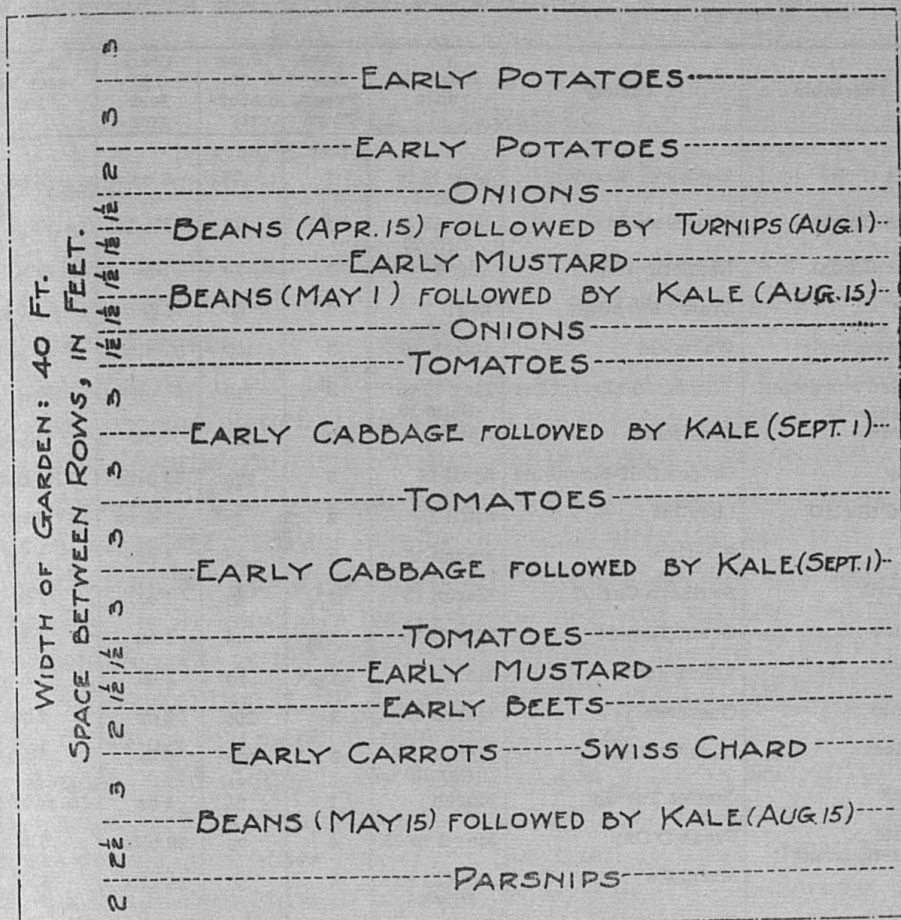 WIDTH OF GARDEN: 40 FT.
SPACE BETWEEN ROWS, IN FEET.
3
EARLY POTATOES
3
EARLY POTATOES
2
ONIONS
1½
BEANS (APR. 15) FOLLOWED BY TURNIPS (AUG. 1)
1½
EARLY MUSTARD
1½
BEANS (MAY 1) FOLLOWED BY KALE (AUG. 15)
1½
ONIONS
1½
TOMATOES
3
EARLY CABBAGE FOLLOWED BY KALE (SEPT. 1)
3
TOMATOES
3
EARLY CABBAGE FOLLOWED BY KALE (SEPT. 1)
3
TOMATOES
1½
EARLY MUSTARD
1½
EARLY BEETS
2
EARLY CARROTS SWISS CHARD
3
BEANS (MAY 15) FOLLOWED BY KALE (AUG. 15)
2½
PARSNIPS
2